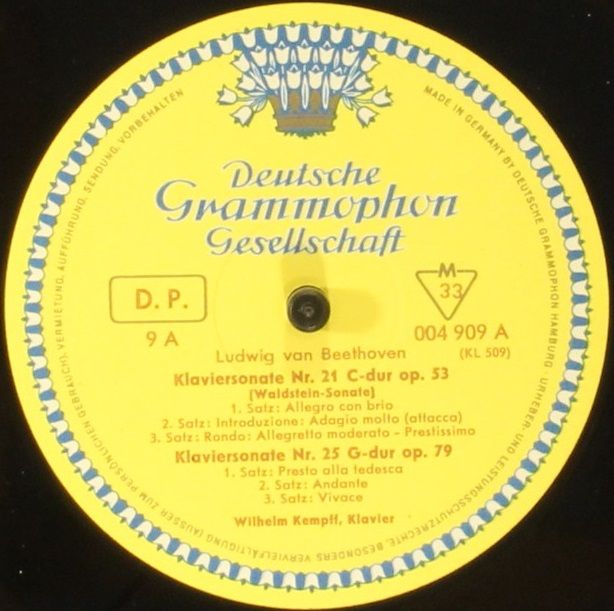 Deutsche
Grammophon
Gesellschaft
D. P.
9 A
M
33
004 909 A
(KL 509)
Ludwig van Beethoven
Klaviersonate Nr. 21 C-dur op. 53
(Waldstein-Sonate)
1. Satz: Allegro con brio
2. Satz: Introduzione: Adagio molto (attacca)
3. Satz: Rondo: Allegretto moderato - Prestissimo
Klaviersonate Nr. 25 G-dur op. 79
1. Satz: Presto alla tedesca
2. Satz: Andante
3. Satz: Vivace
Wilhelm Kempff, Klavier
MADE IN GERMANY BY DEUTSCHE GRAMMOPHON HAMBURG · URHEBER- UND LEISTUNGSSCHUTZRECHTE, BESONDERS VERVIELFÄLTIGUNG (AUSSER ZUM PERSÖNLICHEN GEBRAUCH), VERMIETUNG, AUFFÜHRUNG, SENDUNG, VORBEHALTEN